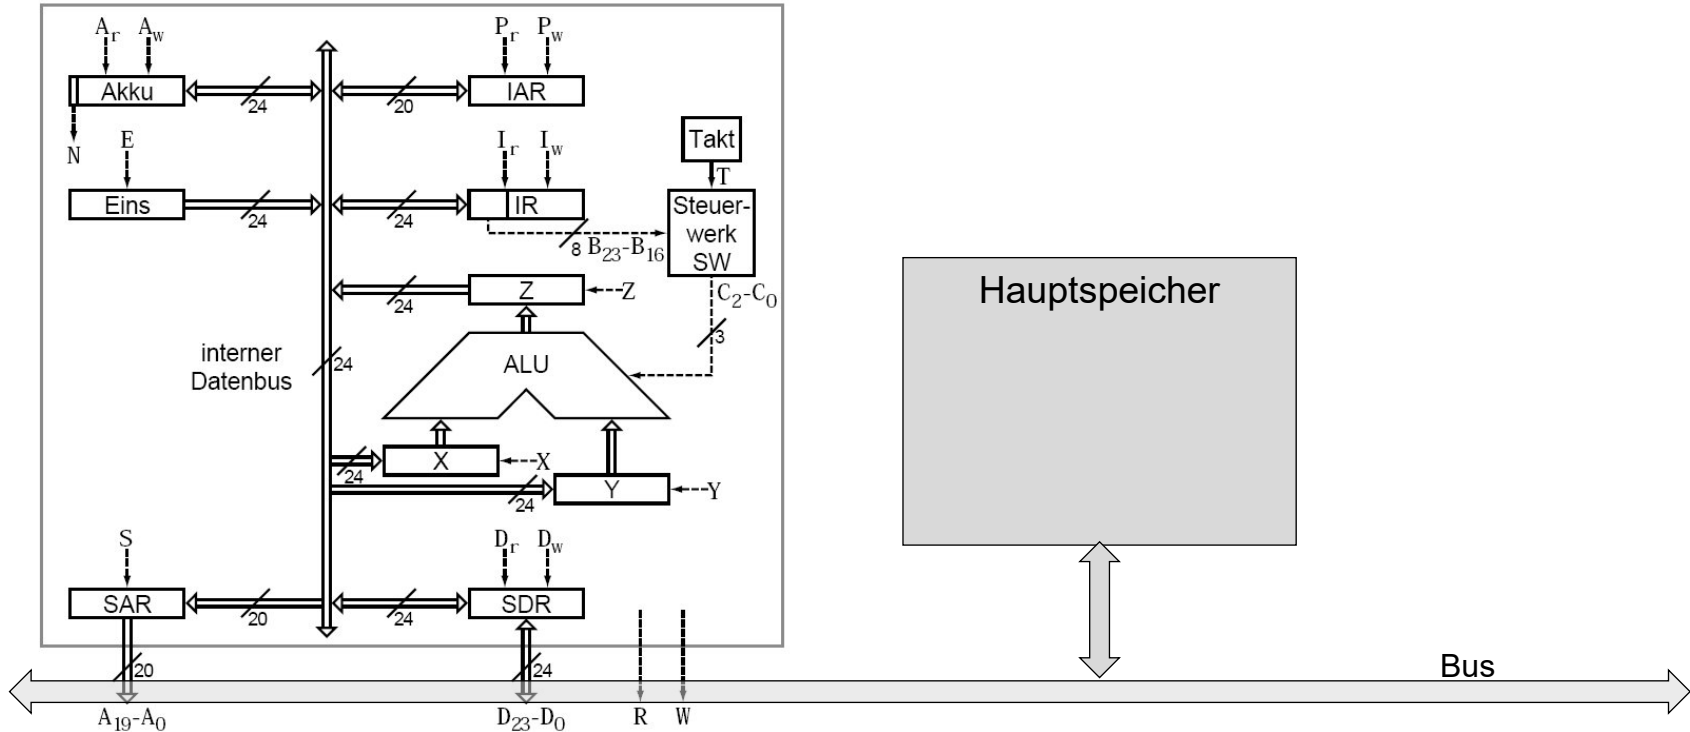 Ar Aw
Pr Pw
Akku
24
20
IAR
N
E
Ir Iw
Takt
T
Eins
24
24
IR
8 B23-B16
Steuer-
werk
SW
C2-C0
3
24
Z
Z
interner
Datenbus
24
ALU
24
X
X
24
Y
Y
S
Dr Dw
SAR
20
24
SDR
20
24
A19-A0
D23-D0
R
W
Hauptspeicher
Bus